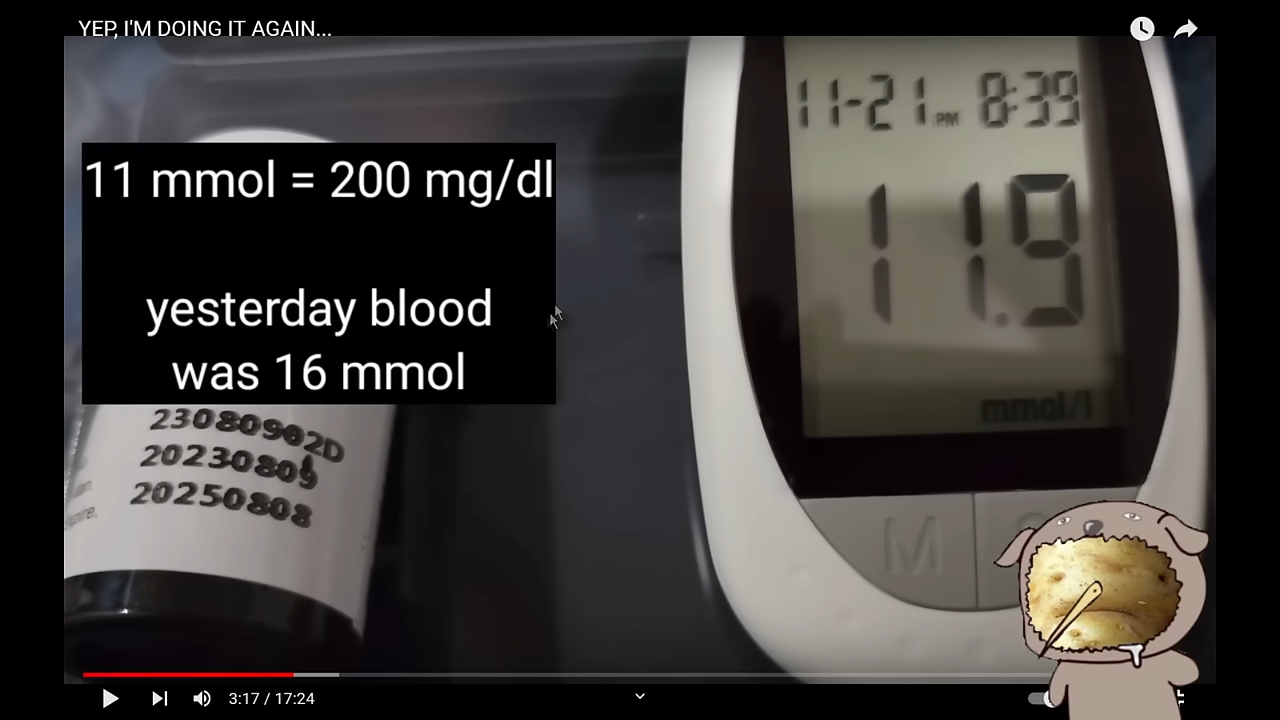 YEP, I'M DOING IT AGAIN...
11-21 PM 8:39
11 mmol = 200 mg/dl
11.9
yesterday blood
was 16 mmol
mmol/l
23080902D
20230809
20250808
M
3:17 / 17:24